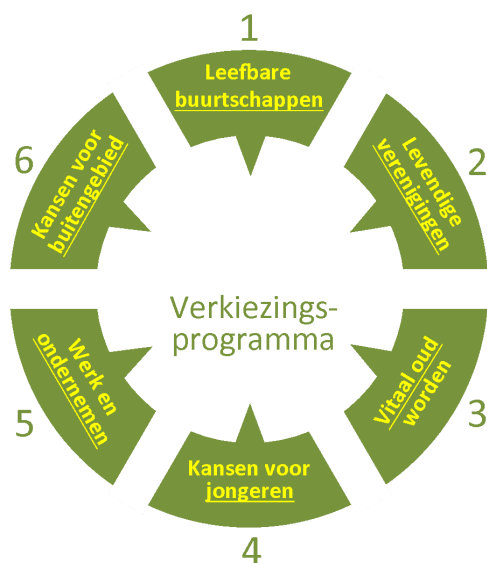 1
Leefbare
buurtschappen
2
Levendige
verenigingen
3
Vitaal oud
worden
4
Kansen voor
jongeren
5
Werk en
ondernemen
6
Kansen voor
buitengebied
Verkiezings-
programma